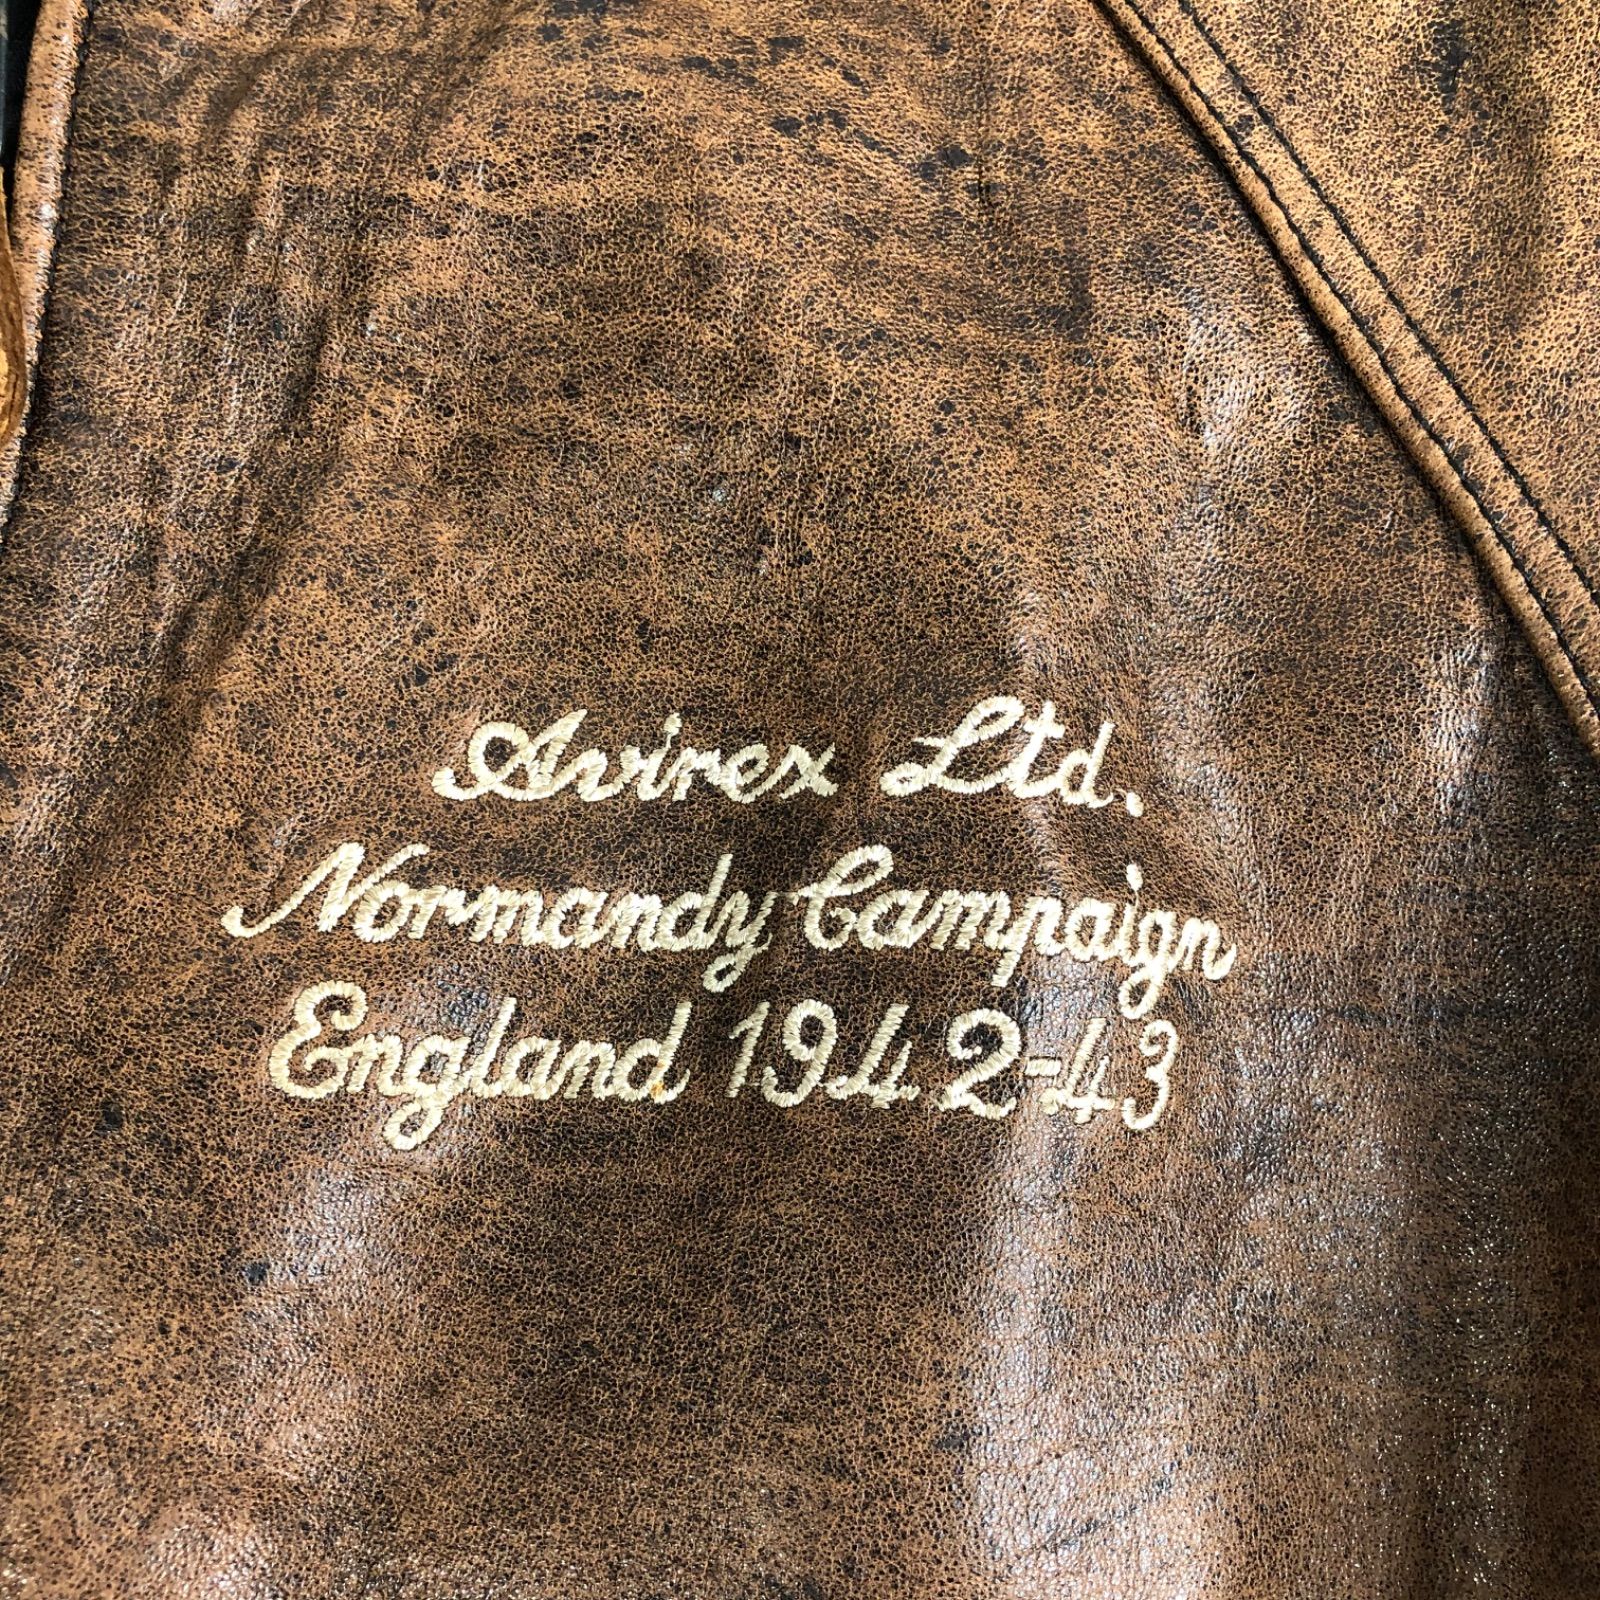 Avirex Ltd.
Normandy Campaign
England 1942-43